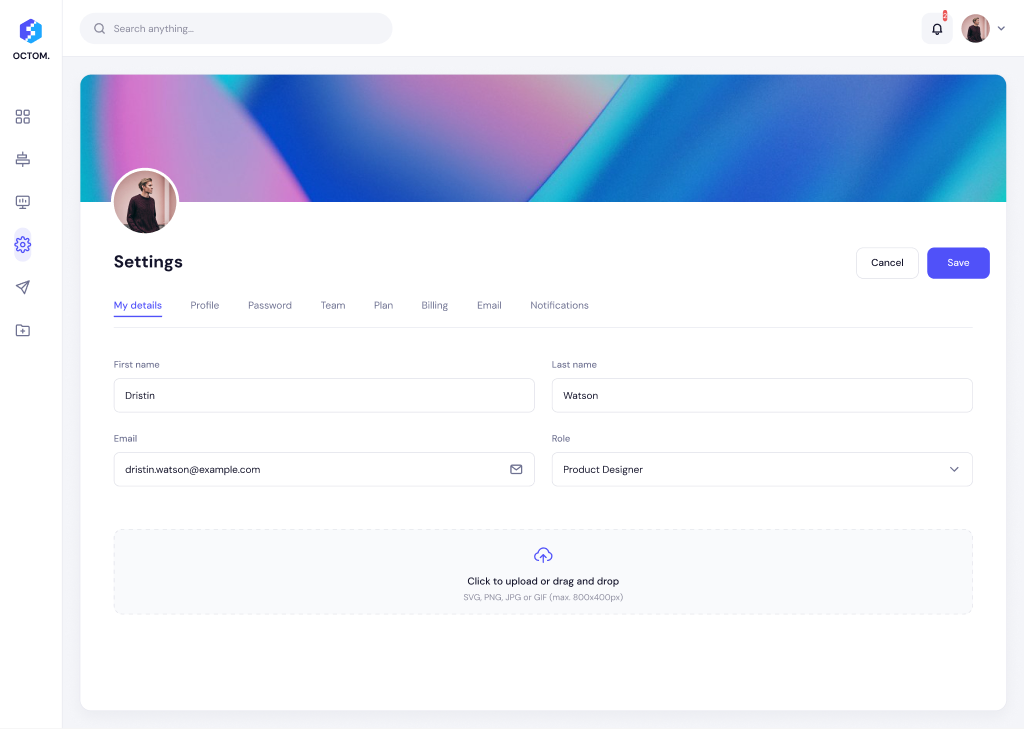 OCTOM.
Search anything...
Settings
Cancel
Save
My details
Profile
Password
Team
Plan
Billing
Email
Notifications
First name
Last name
Dristin
Watson
Email
Role
dristin.watson@example.com
Product Designer
Click to upload or drag and drop
SVG, PNG, JPG or GIF (max. 800x400px)